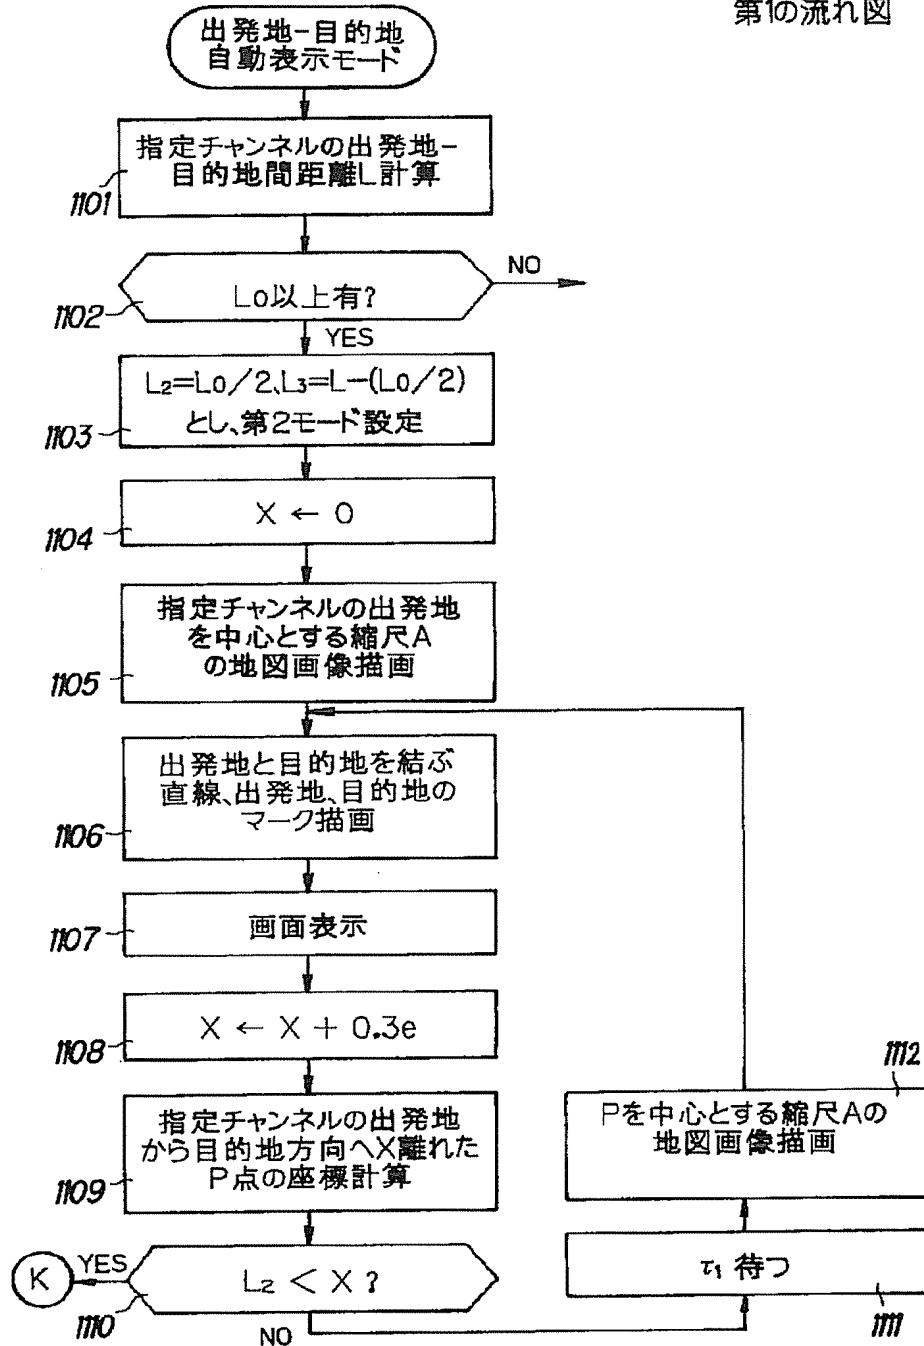 第1の流れ図
出発地-目的地
自動表示モード
指定チャンネルの出発地-
目的地間距離L計算
1101
NO
L0以上有?
1102
YES
L2=L0/2、L3=L-(L0/2)
とし、第2モード設定
1103
X ← 0
1104
指定チャンネルの出発地
を中心とする縮尺A
の地図画像描画
1105
出発地と目的地を結ぶ
直線、出発地、目的地の
マーク描画
1106
画面表示
1107
X ← X + 0.3e
1108
指定チャンネルの出発地
から目的地方向へX離れた
P点の座標計算
1109
K
YES
L2 < X ?
1110
NO
1112
Pを中心とする縮尺Aの
地図画像描画
τ1 待つ
1111